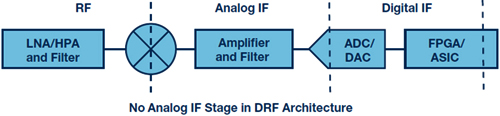 RF
Analog IF
Digital IF
LNA/HPA
and Filter
Amplifier
and Filter
ADC/
DAC
FPGA/
ASIC
No Analog IF Stage in DRF Architecture